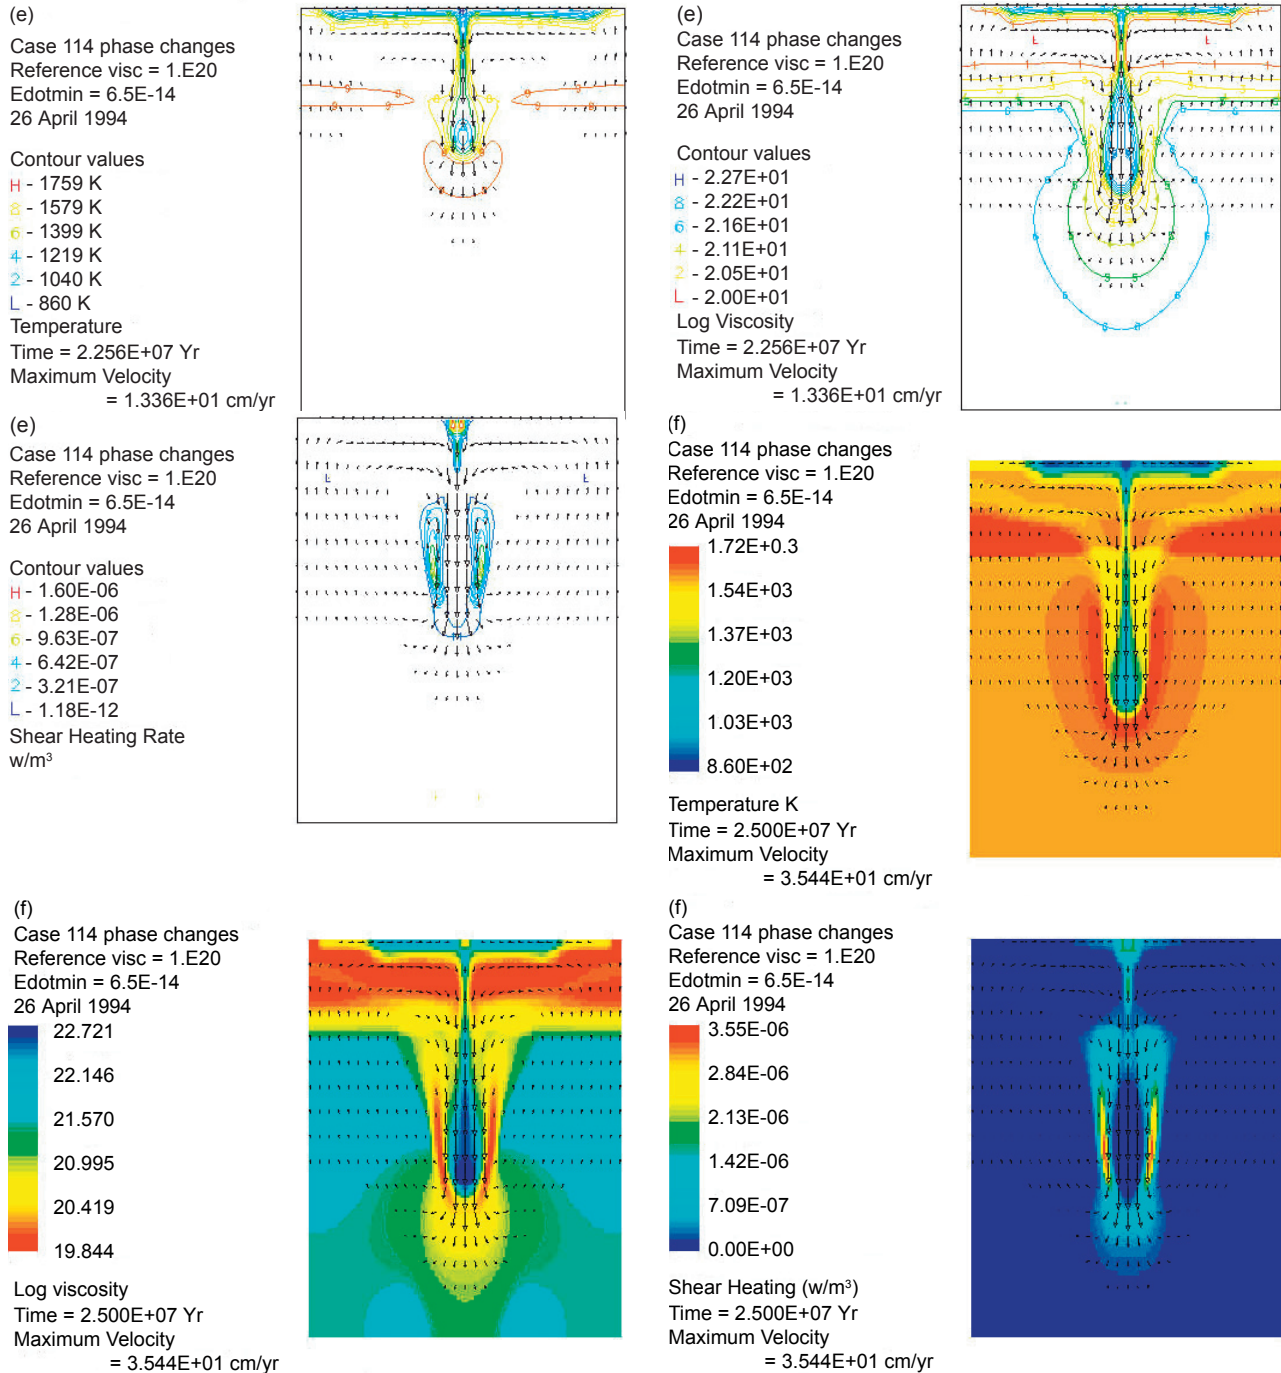 (e)
Case 114 phase changes
Reference visc = 1.E20
Edotmin = 6.5E-14
26 April 1994
Contour values
H - 1759 K
8 - 1579 K
6 - 1399 K
4 - 1219 K
2 - 1040 K
L - 860 K
Temperature
Time = 2.256E+07 Yr
Maximum Velocity
= 1.336E+01 cm/yr
(e)
Case 114 phase changes
Reference visc = 1.E20
Edotmin = 6.5E-14
26 April 1994
Contour values
H - 2.27E+01
8 - 2.22E+01
6 - 2.16E+01
4 - 2.11E+01
2 - 2.05E+01
L - 2.00E+01
Log Viscosity
Time = 2.256E+07 Yr
Maximum Velocity
= 1.336E+01 cm/yr
(e)
Case 114 phase changes
Reference visc = 1.E20
Edotmin = 6.5E-14
26 April 1994
Contour values
H - 1.60E-06
8 - 1.28E-06
6 - 9.63E-07
4 - 6.42E-07
2 - 3.21E-07
L - 1.18E-12
Shear Heating Rate
w/m³
(f)
Case 114 phase changes
Reference visc = 1.E20
Edotmin = 6.5E-14
26 April 1994
1.72E+0.3
1.54E+03
1.37E+03
1.20E+03
1.03E+03
8.60E+02
Temperature K
Time = 2.500E+07 Yr
Maximum Velocity
= 3.544E+01 cm/yr
(f)
Case 114 phase changes
Reference visc = 1.E20
Edotmin = 6.5E-14
26 April 1994
22.721
22.146
21.570
20.995
20.419
19.844
Log viscosity
Time = 2.500E+07 Yr
Maximum Velocity
= 3.544E+01 cm/yr
(f)
Case 114 phase changes
Reference visc = 1.E20
Edotmin = 6.5E-14
26 April 1994
3.55E-06
2.84E-06
2.13E-06
1.42E-06
7.09E-07
0.00E+00
Shear Heating (w/m³)
Time = 2.500E+07 Yr
Maximum Velocity
= 3.544E+01 cm/yr